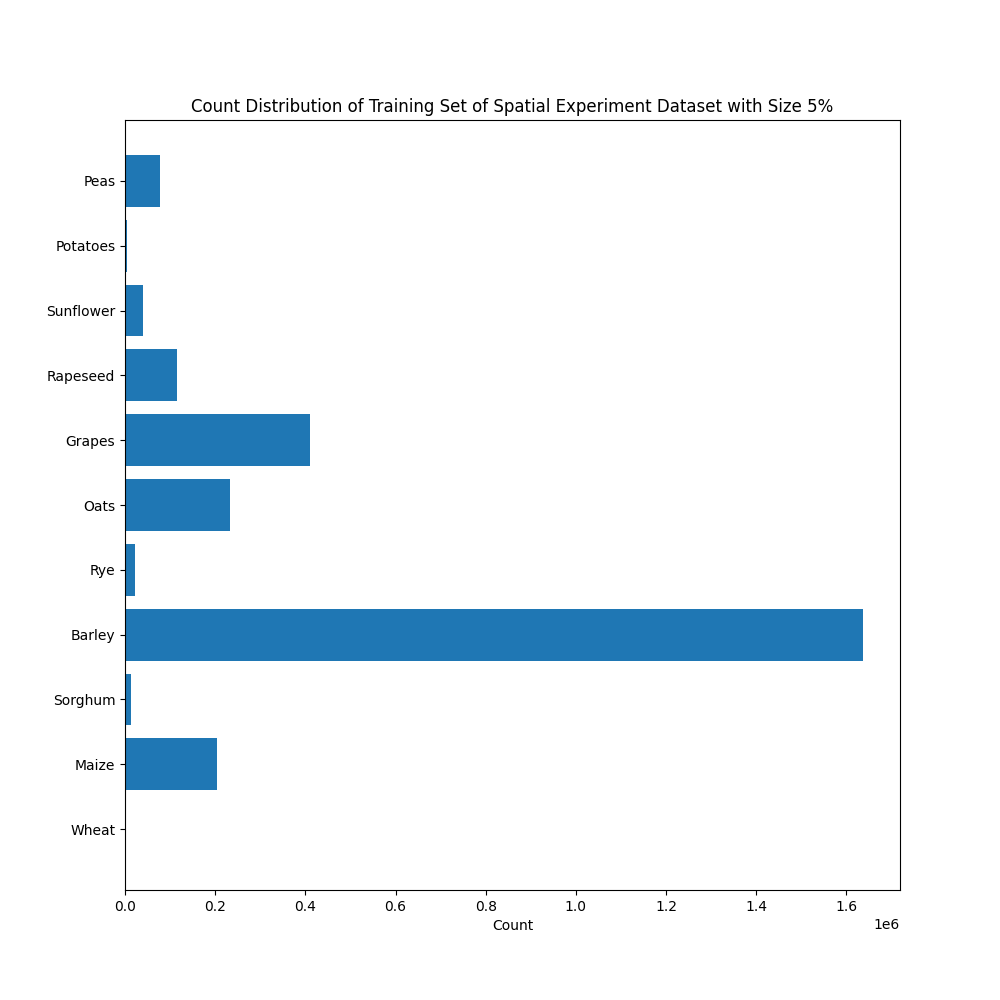 Count Distribution of Training Set of Spatial Experiment Dataset with Size 5%
Peas
Potatoes
Sunflower
Rapeseed
Grapes
Oats
Rye
Barley
Sorghum
Maize
Wheat
0.0 0.2 0.4 0.6 0.8 1.0 1.2 1.4 1.6
1e6
Count